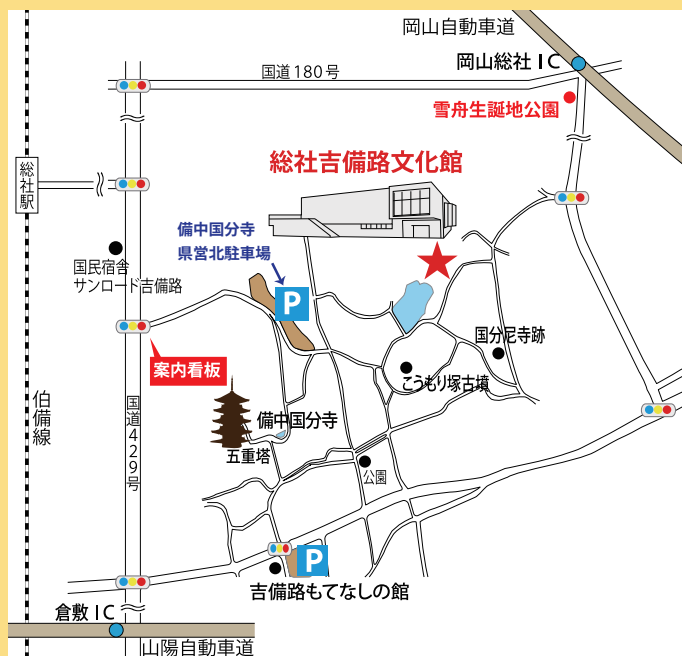 岡山自動車道
岡山総社IC
国道180号
雪舟生誕地公園
総社吉備路文化館
総社駅
備中国分寺
県営北駐車場
国民宿舎
サンロード吉備路
P
国分尼寺跡
案内看板
こうもり塚古墳
伯備線
国道429号
備中国分寺
五重塔
公園
P
吉備路もてなしの館
倉敷IC
山陽自動車道